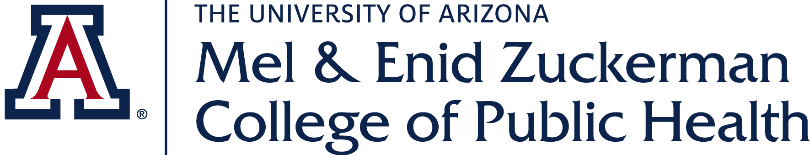 A®
THE UNIVERSITY OF ARIZONA
Mel & Enid Zuckerman
College of Public Health